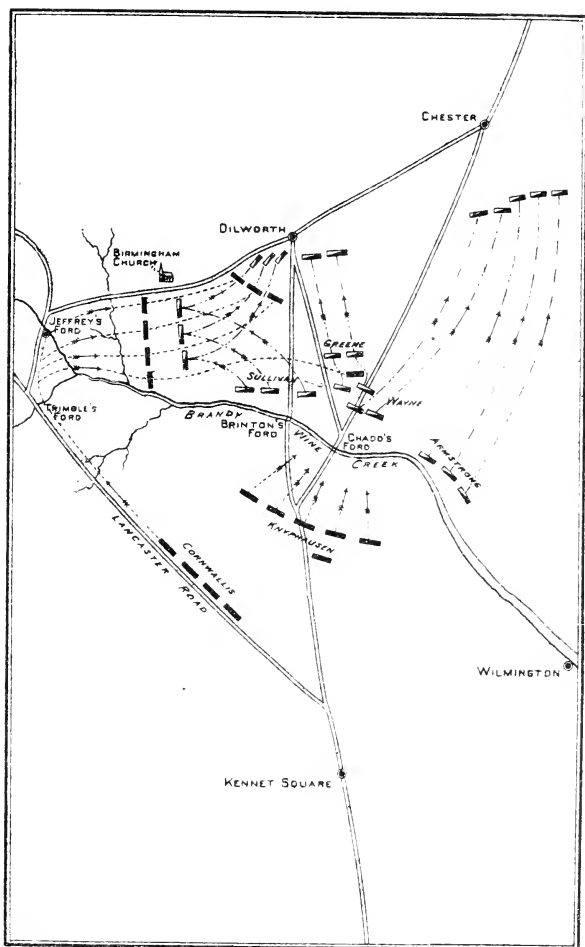 CHESTER
DILWORTH
BIRMINGHAM
CHURCH
JEFFREY'S
FORD
GREENE
SULLIVAN
WAYNE
TRIMBLE'S
FORD
BRANDY
WINE
CREEK
BRINTON'S
FORD
CHADD'S
FORD
ARMSTRONG
KNYPHAUSEN
CORNWALLIS
LANCASTER
ROAD
WILMINGTON
KENNET SQUARE